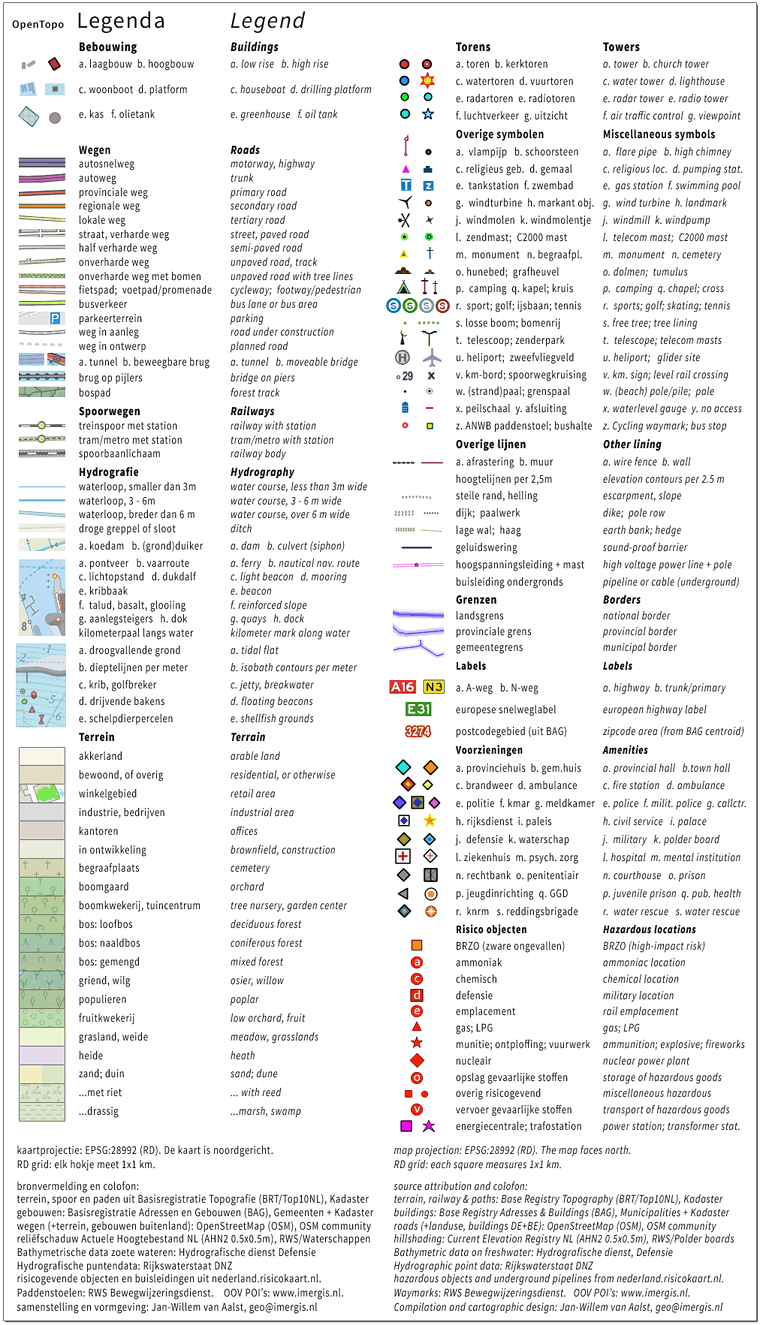 OpenTopo Legenda Legend
Bebouwing Buildings
a. laagbouw b. hoogbouw a. low rise b. high rise
c. woonboot d. platform c. houseboat d. drilling platform
e. kas f. olietank e. greenhouse f. oil tank
Wegen Roads
autosnelweg motorway, highway
autoweg trunk
provinciale weg primary road
regionale weg secondary road
lokale weg tertiary road
straat, verharde weg street, paved road
half verharde weg semi-paved road
onverharde weg unpaved road, track
onverharde weg met bomen unpaved road with tree lines
fietspad; voetpad/promenade cycleway; footway/pedestrian
busverkeer bus lane or bus area
P parkeerterrein parking
weg in aanleg road under construction
weg in ontwerp planned road
a. tunnel b. beweegbare brug a. tunnel b. moveable bridge
brug op pijlers bridge on piers
bospad forest track
Spoorwegen Railways
treinspoor met station railway with station
tram/metro met station tram/metro with station
spoorbaanlichaam railway body
Hydrografie Hydrography
waterloop, smaller dan 3m water course, less than 3m wide
waterloop, 3 - 6m water course, 3 - 6 m wide
waterloop, breder dan 6 m water course, over 6 m wide
droge greppel of sloot ditch
a. koedam b. (grond)duiker a. dam b. culvert (siphon)
a. pontveer b. vaarroute a. ferry b. nautical nav. route
c. lichtopstand d. dukdalf c. light beacon d. mooring
e. kribbaak e. beacon
f. talud, basalt, glooiing f. reinforced slope
g. aanlegsteigers h. dok g. quays h. dock
8 kilometerpaal langs water kilometer mark along water
a. droogvallende grond a. tidal flat
b. dieptelijnen per meter b. isobath contours per meter
c. krib, golfbreker c. jetty, breakwater
d. drijvende bakens d. floating beacons
e. schelpdierpercelen e. shellfish grounds
Terrein Terrain
akkerland arable land
bewoond, of overig residential, or otherwise
winkelgebied retail area
industrie, bedrijven industrial area
kantoren offices
in ontwikkeling brownfield, construction
begraafplaats cemetery
boomgaard orchard
boomkwekerij, tuincentrum tree nursery, garden center
bos: loofbos deciduous forest
bos: naaldbos coniferous forest
bos: gemengd mixed forest
griend, wilg osier, willow
populieren poplar
fruitkwekerij low orchard, fruit
grasland, weide meadow, grasslands
heide heath
zand; duin sand; dune
...met riet ... with reed
...drassig ...marsh, swamp
Torens Towers
a. toren b. kerktoren a. tower b. church tower
c. watertoren d. vuurtoren c. water tower d. lighthouse
e. radartoren e. radiotoren e. radar tower e. radio tower
f. luchtverkeer g. uitzicht f. air traffic control g. viewpoint
Overige symbolen Miscellaneous symbols
a. vlampijp b. schoorsteen a. flare pipe b. high chimney
c. religieus geb. d. gemaal c. religious loc. d. pumping stat.
T z e. tankstation f. zwembad e. gas station f. swimming pool
g. windturbine h. markant obj. g. wind turbine h. landmark
j. windmolen k. windmolentje j. windmill k. windpump
l. zendmast; C2000 mast l. telecom mast; C2000 mast
m. monument n. begraafpl. m. monument n. cemetery
o. hunebed; grafheuvel o. dolmen; tumulus
p. camping q. kapel; kruis p. camping q. chapel; cross
S S S S r. sport; golf; ijsbaan; tennis r. sports; golf; skating; tennis
s. losse boom; bomenrij s. free tree; tree lining
t. telescoop; zenderpark t. telescope; telecom masts
H u. heliport; zweefvliegveld u. heliport; glider site
29 x v. km-bord; spoorwegkruising v. km. sign; level rail crossing
w. (strand)paal; grenspaal w. (beach) pole/pile; pole
x. peilschaal y. afsluiting x. waterlevel gauge y. no access
z. ANWB paddenstoel; bushalte z. Cycling waymark; bus stop
Overige lijnen Other lining
a. afrastering b. muur a. wire fence b. wall
hoogtelijnen per 2,5m elevation contours per 2.5 m
steile rand, helling escarpment, slope
dijk; paalwerk dike; pole row
lage wal; haag earth bank; hedge
geluidswering sound-proof barrier
hoogspanningsleiding + mast high voltage power line + pole
buisleiding ondergronds pipeline or cable (underground)
Grenzen Borders
landsgrens national border
provinciale grens provincial border
gemeentegrens municipal border
Labels Labels
A16 N3 a. A-weg b. N-weg a. highway b. trunk/primary
E31 europese snelweglabel european highway label
3274 postcodegebied (uit BAG) zipcode area (from BAG centroid)
Voorzieningen Amenities
a. provinciehuis b. gem.huis a. provincial hall b.town hall
c. brandweer d. ambulance c. fire station d. ambulance
e. politie f. kmar g. meldkamer e. police f. milit. police g. callctr.
h. rijksdienst i. paleis h. civil service i. palace
j. defensie k. waterschap j. military k. polder board
l. ziekenhuis m. psych. zorg l. hospital m. mental institution
n. rechtbank o. penitentiair n. courthouse o. prison
p. jeugdinrichting q. GGD p. juvenile prison q. pub. health
r. knrm s. reddingsbrigade r. water rescue s. water rescue
Risico objecten Hazardous locations
BRZO (zware ongevallen) BRZO (high-impact risk)
a ammoniak ammoniac location
c chemisch chemical location
d defensie military location
e emplacement rail emplacement
gas; LPG gas; LPG
munitie; ontploffing; vuurwerk ammunition; explosive; fireworks
nucleair nuclear power plant
o opslag gevaarlijke stoffen storage of hazardous goods
overig risicogevend miscellaneous hazardous
v vervoer gevaarlijke stoffen transport of hazardous goods
energiecentrale; trafostation power station; transformer stat.
kaartprojectie: EPSG:28992 (RD). De kaart is noordgericht.
RD grid: elk hokje meet 1x1 km.
bronvermelding en colofon:
terrein, spoor en paden uit Basisregistratie Topografie (BRT/Top10NL), Kadaster
gebouwen: Basisregistratie Adressen en Gebouwen (BAG), Gemeenten + Kadaster
wegen (+terrein, gebouwen buitenland): OpenStreetMap (OSM), OSM community
reliëfschaduw Actuele Hoogtebestand NL (AHN2 0.5x0.5m), RWS/Waterschappen
Bathymetrische data zoete wateren: Hydrografische dienst Defensie
Hydrografische puntendata: Rijkswaterstaat DNZ
risicogevende objecten en buisleidingen uit nederland.risicokaart.nl.
Paddenstoelen: RWS Bewegwijzeringsdienst. OOV POI's: www.imergis.nl.
samenstelling en vormgeving: Jan-Willem van Aalst, geo@imergis.nl
map projection: EPSG:28992 (RD). The map faces north.
RD grid: each square measures 1x1 km.
source attribution and colofon:
terrain, railway & paths: Base Registry Topography (BRT/Top10NL), Kadaster
buildings: Base Registry Adresses & Buildings (BAG), Municipalities + Kadaster
roads (+landuse, buildings DE+BE): OpenStreetMap (OSM), OSM community
hillshading: Current Elevation Registry NL (AHN2 0.5x0.5m), RWS/Polder boards
Bathymetric data on freshwater: Hydrografische dienst, Defensie
Hydrographic point data: Rijkswaterstaat DNZ
hazardous objects and underground pipelines from nederland.risicokaart.nl.
Waymarks: RWS Bewegwijzeringsdienst. OOV POI's: www.imergis.nl.
Compilation and cartographic design: Jan-Willem van Aalst, geo@imergis.nl